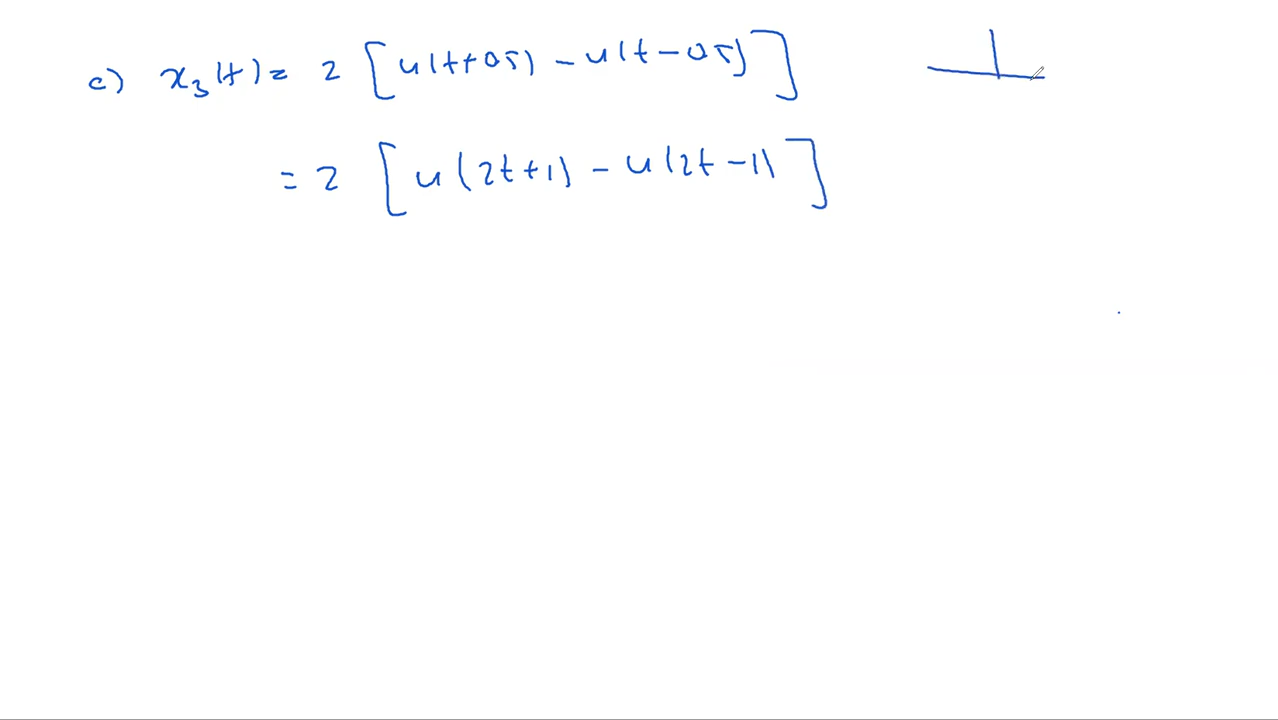 c) x₃(t) = 2 [u(t+0.5) - u(t-0.5)]
= 2 [u(2t+1) - u(2t-1)]